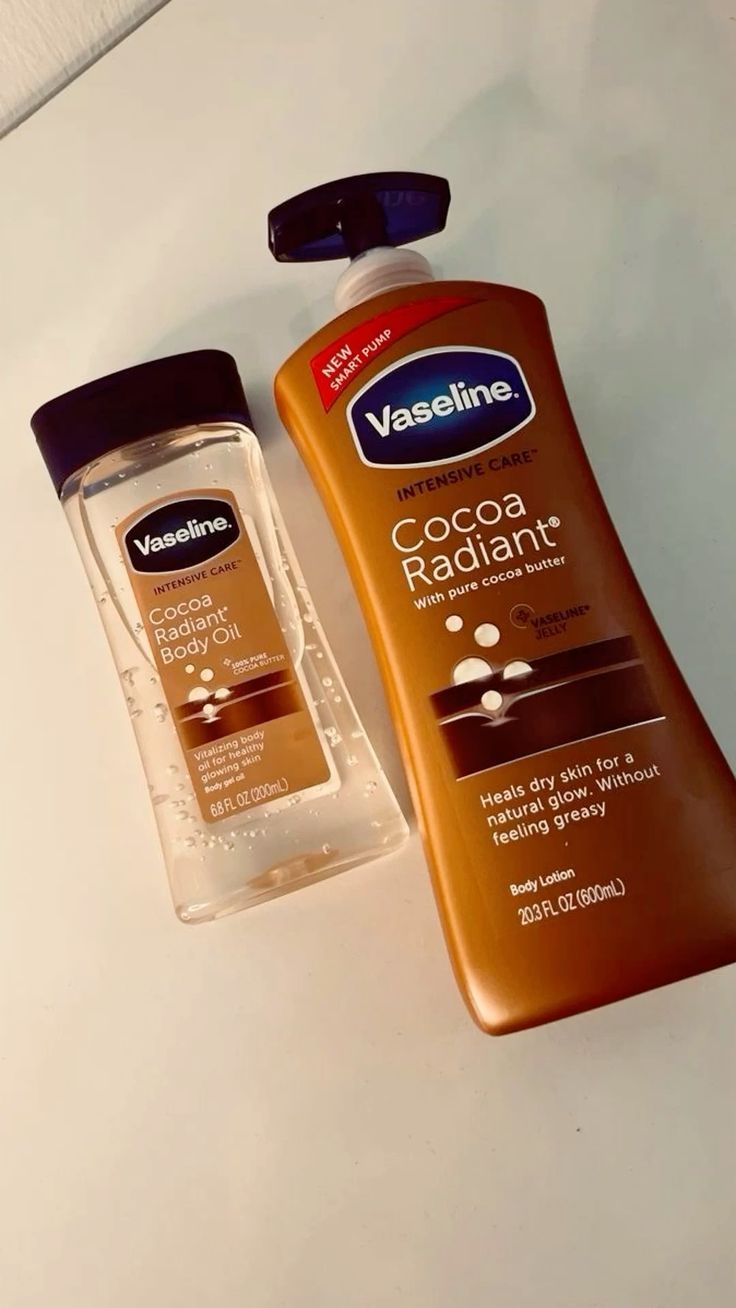 Vaseline.
INTENSIVE CARE™
Cocoa
Radiant®
Body Oil
100% PURE
COCOA BUTTER
Vitalizing body
oil for healthy
glowing skin
Body gel oil
6.8 FL OZ (200mL)
NEW
SMART PUMP
Vaseline.
INTENSIVE CARE™
Cocoa
Radiant®
With pure cocoa butter
VASELINE®
JELLY
Heals dry skin for a
natural glow. Without
feeling greasy
Body Lotion
20.3 FL OZ (600mL)